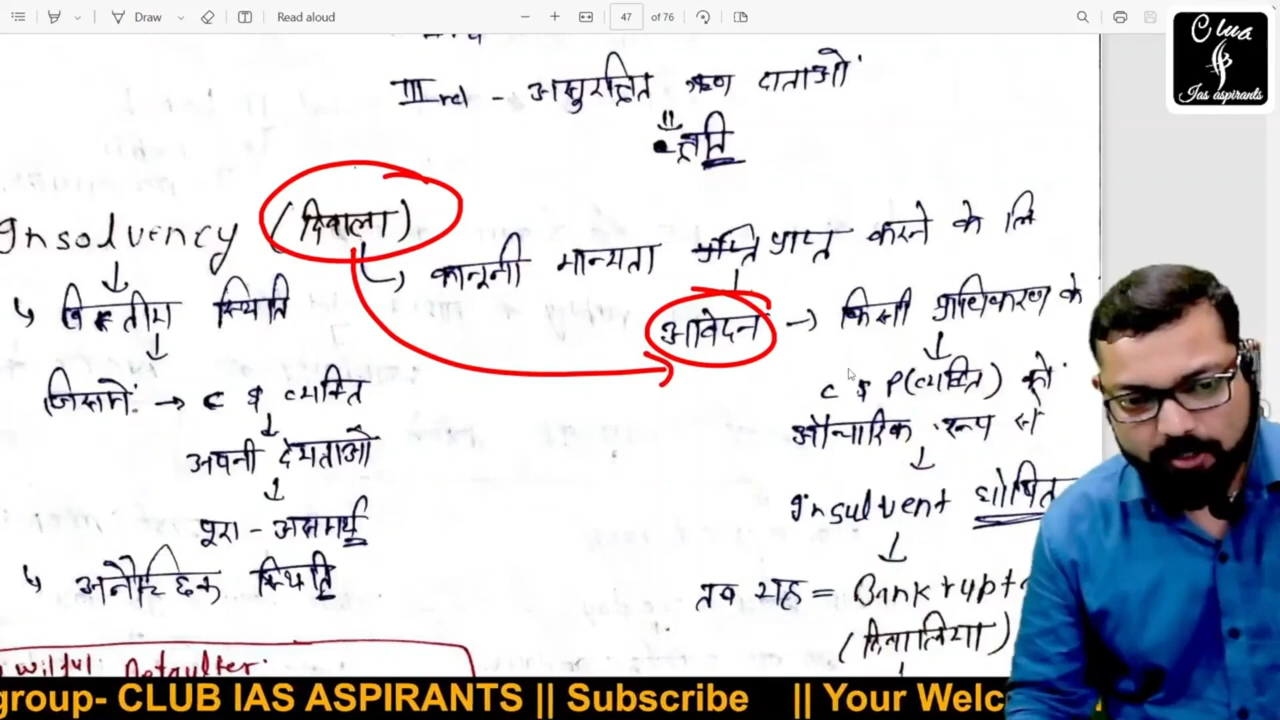 Draw
Read aloud
47
of 76
Club
Ias aspirants
IIIrd - असुरक्षित ऋण दाताओं
Insolvency (दिवाला)
कानूनी मान्यता प्राप्त करने के लि
आवेदन → किसी प्राधिकरण के
वित्तीय स्थिति
जिसमें → C & व्यक्ति
C & P(व्यक्ति) को
औपचारिक रूप से
अपनी देयताओं
पूरा - असमर्थ
Insolvent घोषित
अनैच्छिक स्थिति
तब यह = Bankrupt
(दिवालिया)
wilful Defaulter
group- CLUB IAS ASPIRANTS || Subscribe || Your Welc